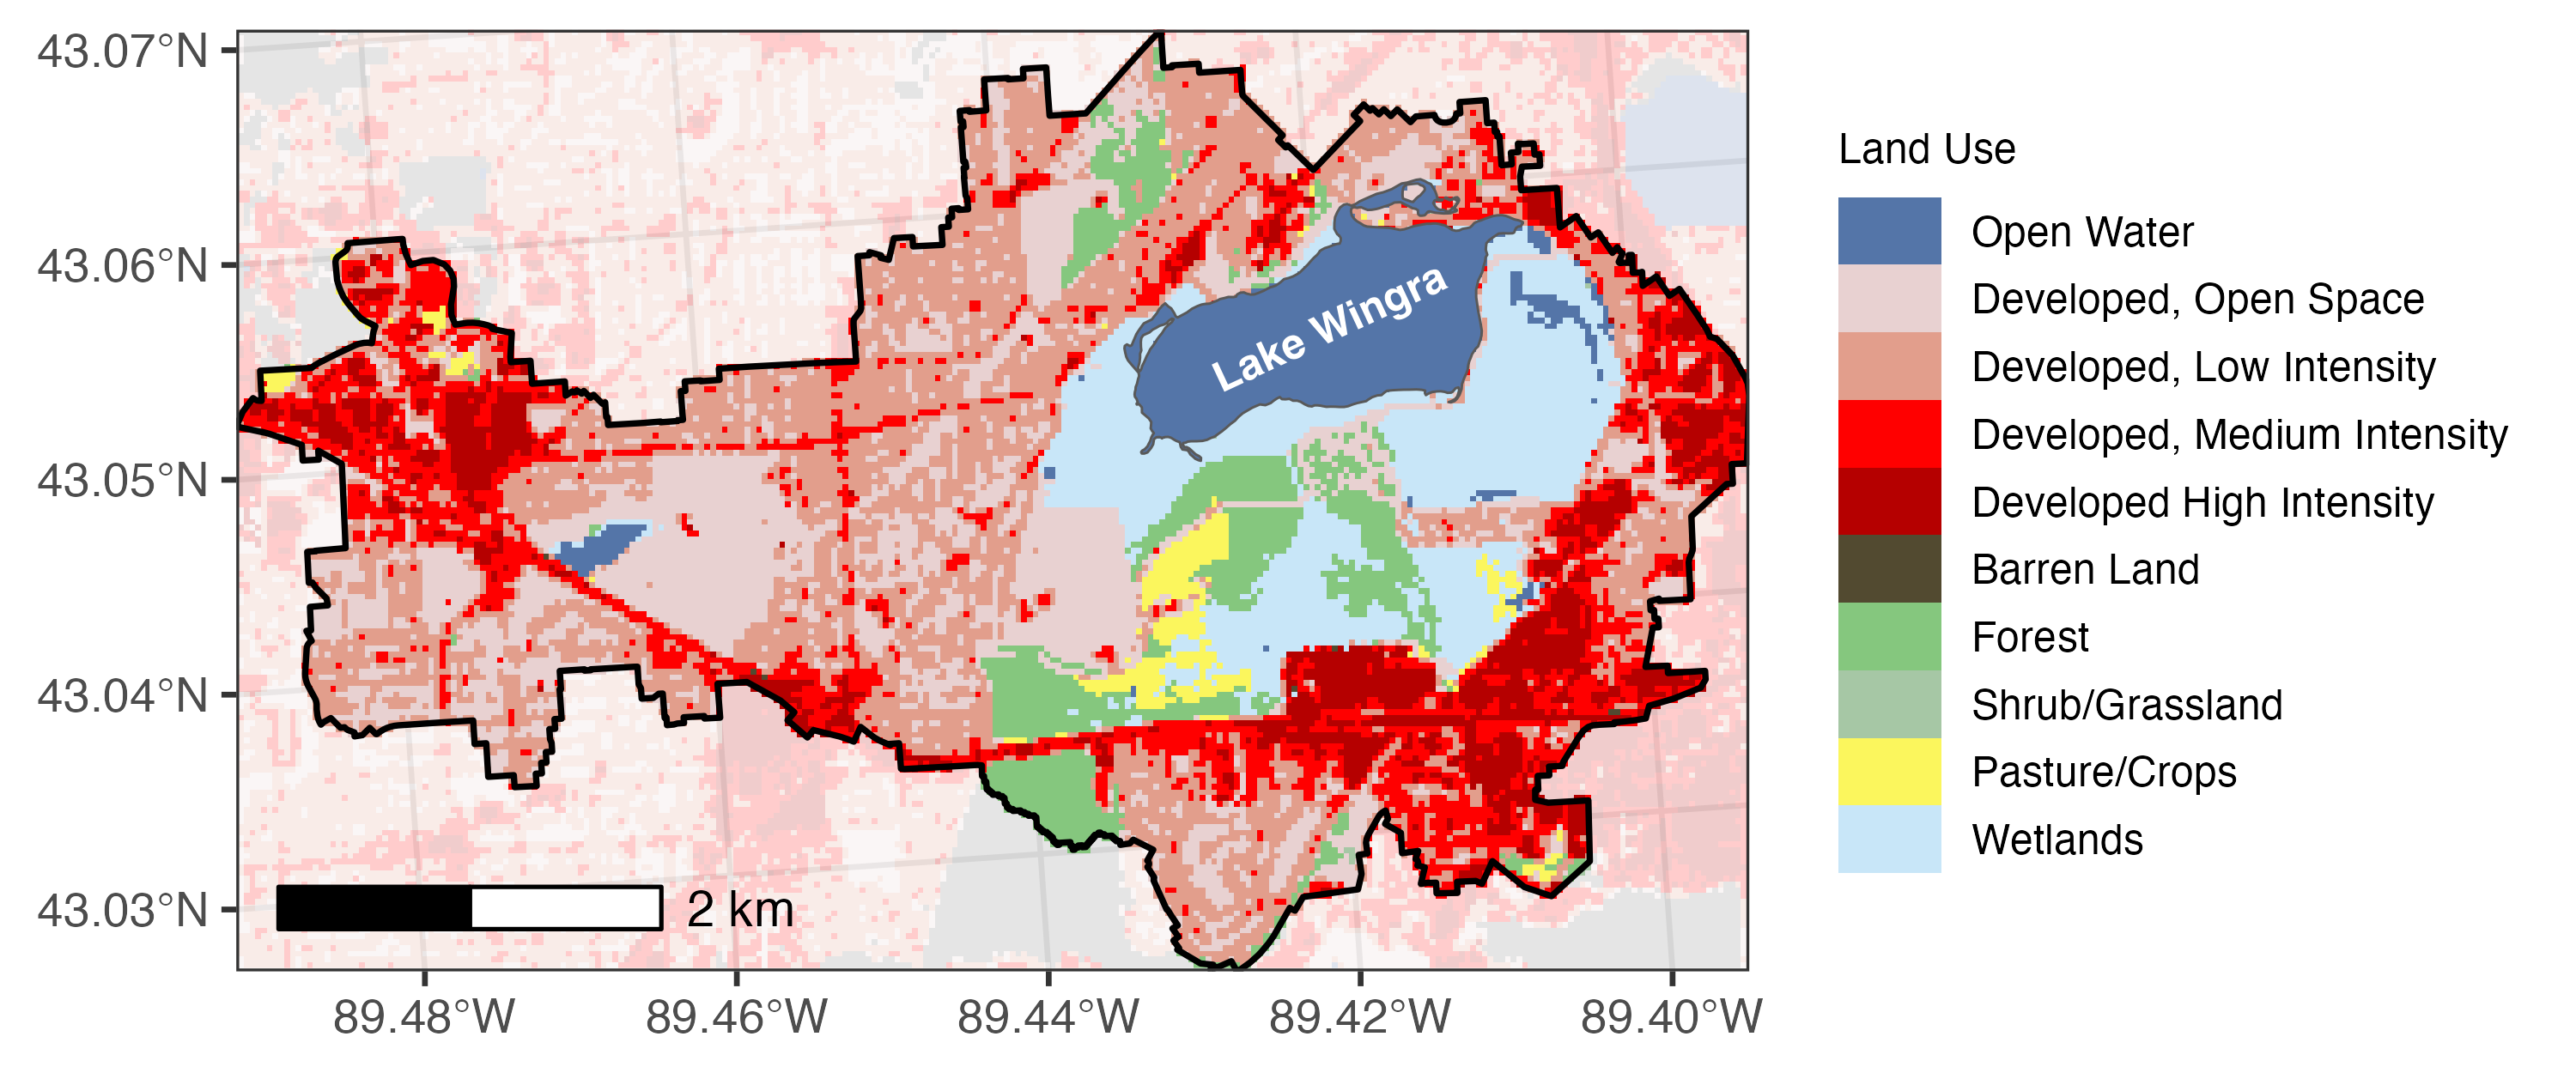 43.07°N
43.06°N
43.05°N
43.04°N
43.03°N
89.48°W
89.46°W
89.44°W
89.42°W
89.40°W
Lake Wingra
2 km
Land Use
Open Water
Developed, Open Space
Developed, Low Intensity
Developed, Medium Intensity
Developed High Intensity
Barren Land
Forest
Shrub/Grassland
Pasture/Crops
Wetlands